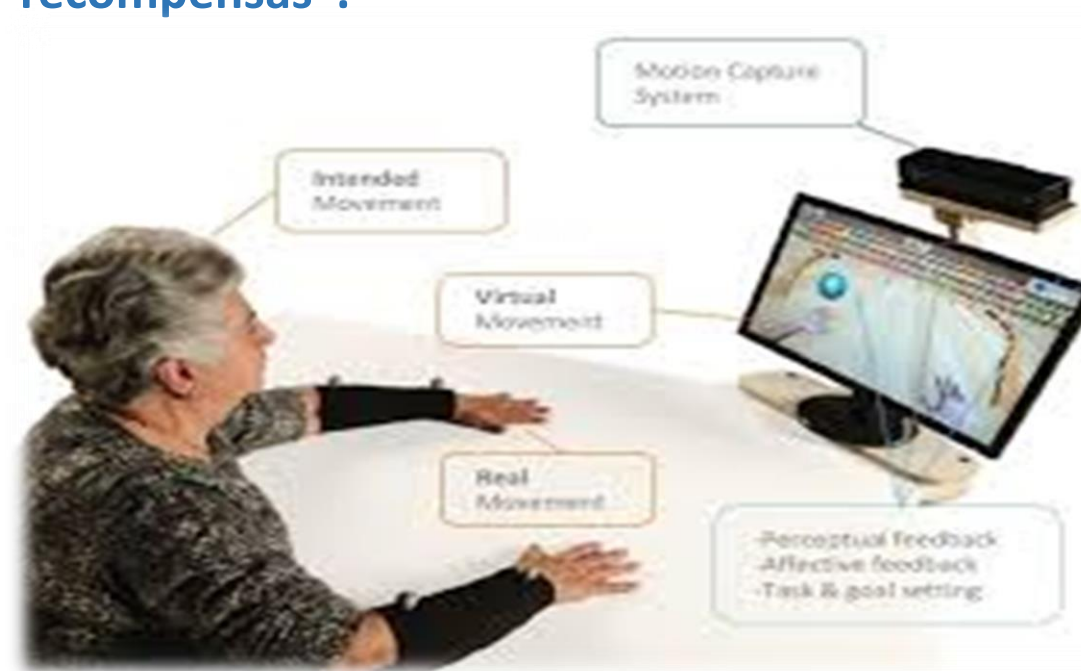 recompensas".
Motion Capture
System
Intended
Movement
Virtual
Movement
Real
Movement
-Perceptual feedback
-Affective feedback
-Task & goal setting